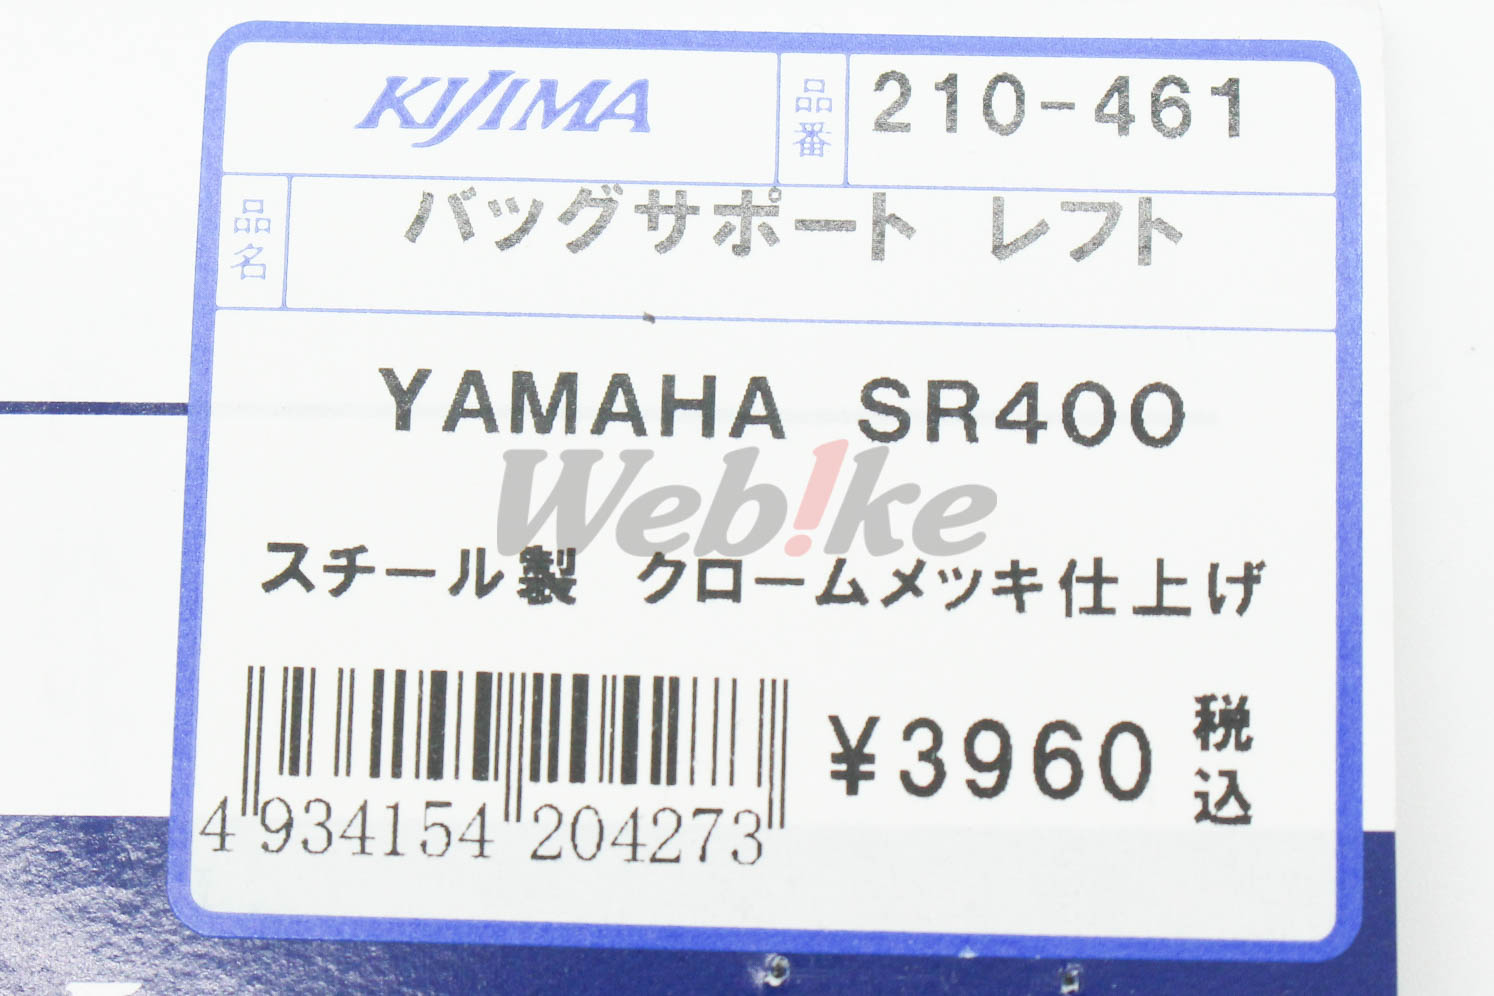 KIJIMA 品番 210-461
品名 バッグサポート レフト
YAMAHA SR400
Web!ke
スチール製 クロームメッキ仕上げ
¥3960 税込
4 934154 204273